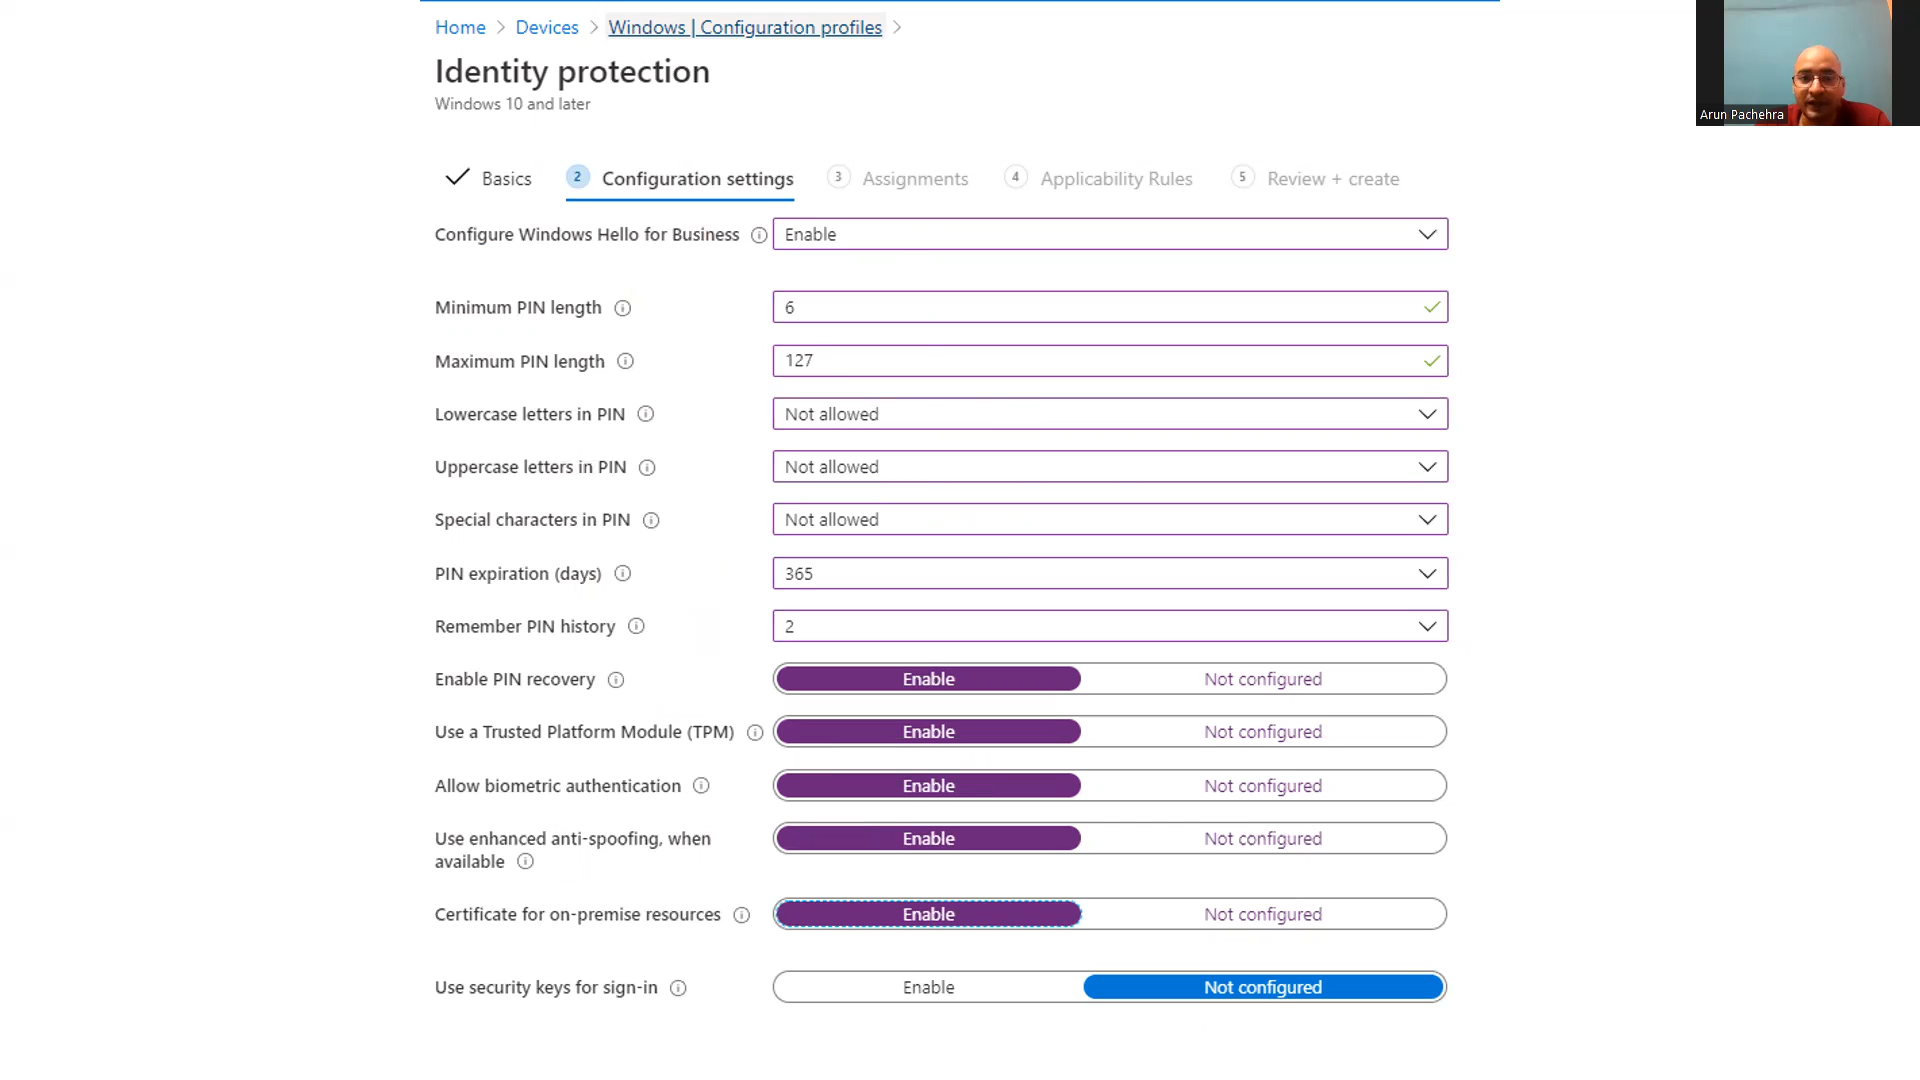 Home > Devices > Windows | Configuration profiles >
Identity protection
Windows 10 and later
Arun Pachehra
Basics 2 Configuration settings 3 Assignments 4 Applicability Rules 5 Review + create
Configure Windows Hello for Business Enable
Minimum PIN length 6
Maximum PIN length 127
Lowercase letters in PIN Not allowed
Uppercase letters in PIN Not allowed
Special characters in PIN Not allowed
PIN expiration (days) 365
Remember PIN history 2
Enable PIN recovery Enable Not configured
Use a Trusted Platform Module (TPM) Enable Not configured
Allow biometric authentication Enable Not configured
Use enhanced anti-spoofing, when
available Enable Not configured
Certificate for on-premise resources Enable Not configured
Use security keys for sign-in Enable Not configured